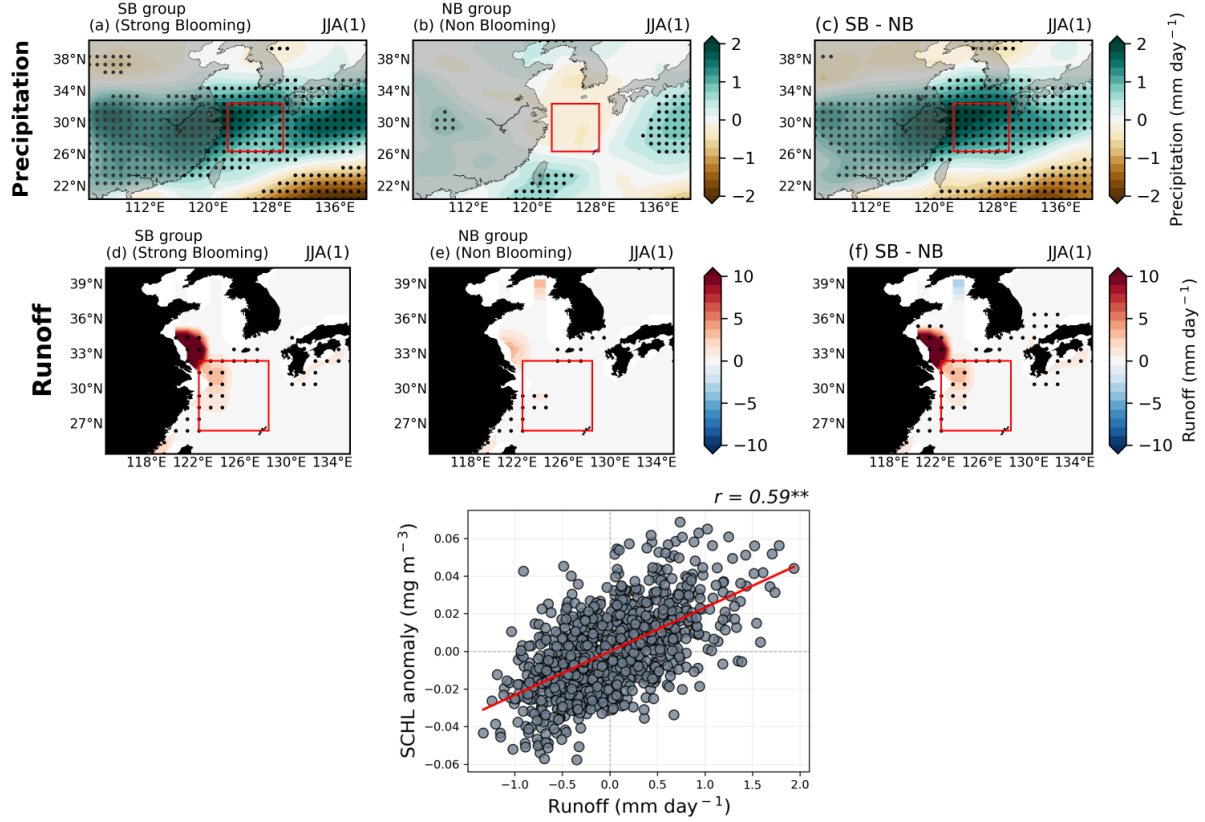 SB group
(a) (Strong Blooming) JJA(1)
NB group
(b) (Non Blooming) JJA(1)
(c) SB - NB JJA(1)
Precipitation
38°N
34°N
30°N
26°N
22°N
112°E 120°E 128°E 136°E
38°N
34°N
30°N
26°N
22°N
112°E 120°E 128°E 136°E
2
1
0
−1
−2
38°N
34°N
30°N
26°N
22°N
112°E 120°E 128°E 136°E
2
1
0
−1
−2
Precipitation (mm day⁻¹)
SB group
(d) (Strong Blooming) JJA(1)
NB group
(e) (Non Blooming) JJA(1)
(f) SB - NB JJA(1)
Runoff
39°N
36°N
33°N
30°N
27°N
118°E 122°E 126°E 130°E 134°E
39°N
36°N
33°N
30°N
27°N
118°E 122°E 126°E 130°E 134°E
10
5
0
−5
−10
39°N
36°N
33°N
30°N
27°N
118°E 122°E 126°E 130°E 134°E
10
5
0
−5
−10
Runoff (mm day⁻¹)
r = 0.59**
SCHL anomaly (mg m⁻³)
0.06
0.04
0.02
0.00
−0.02
−0.04
−0.06
−1.0 −0.5 0.0 0.5 1.0 1.5 2.0
Runoff (mm day⁻¹)